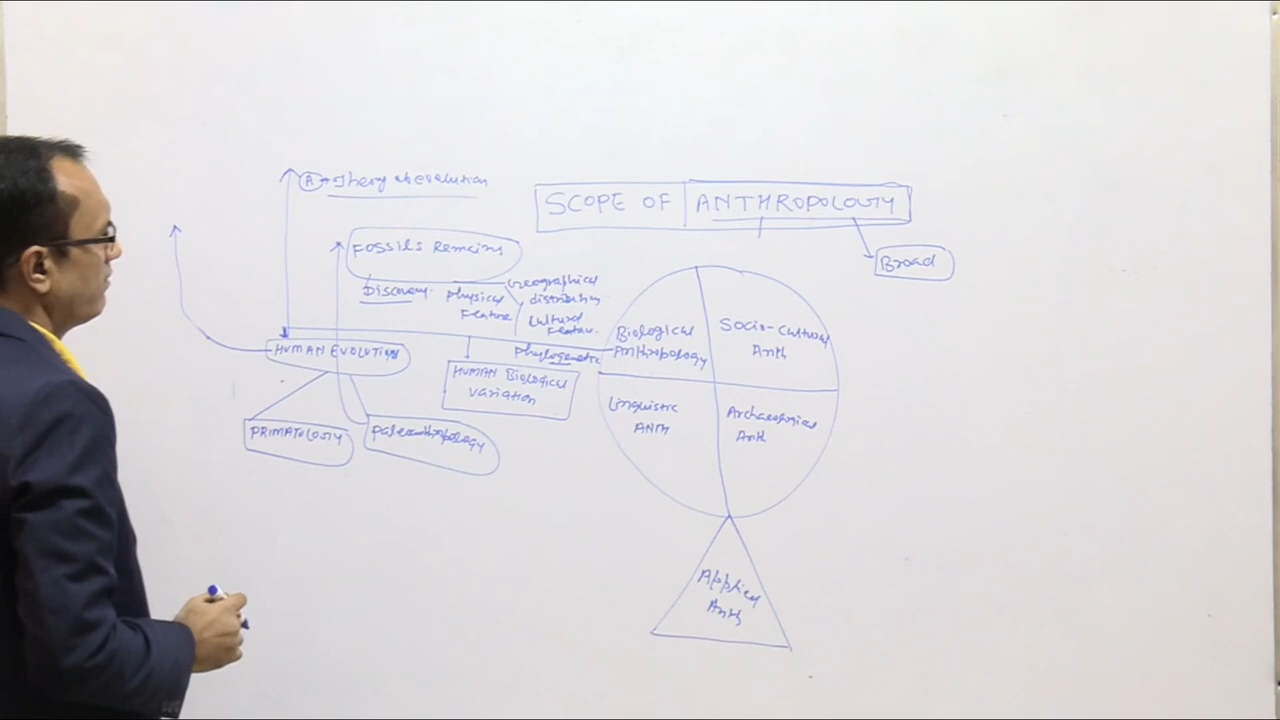 SCOPE OF ANTHROPOLOGY
Broad
A Theory of evolution
Fossils Remains
Discovery
Physical
Feature
Geographical
distribution
Cultural
Featur.
Phylogenetic
HUMAN EVOLUTION
HUMAN Biological
variation
PRIMATOLOGY
Paleoanthropology
Biological
Anthropology
Socio-Cultural
Anth
Linguistic
ANTH
Archaeological
Anth
Applied
Anth